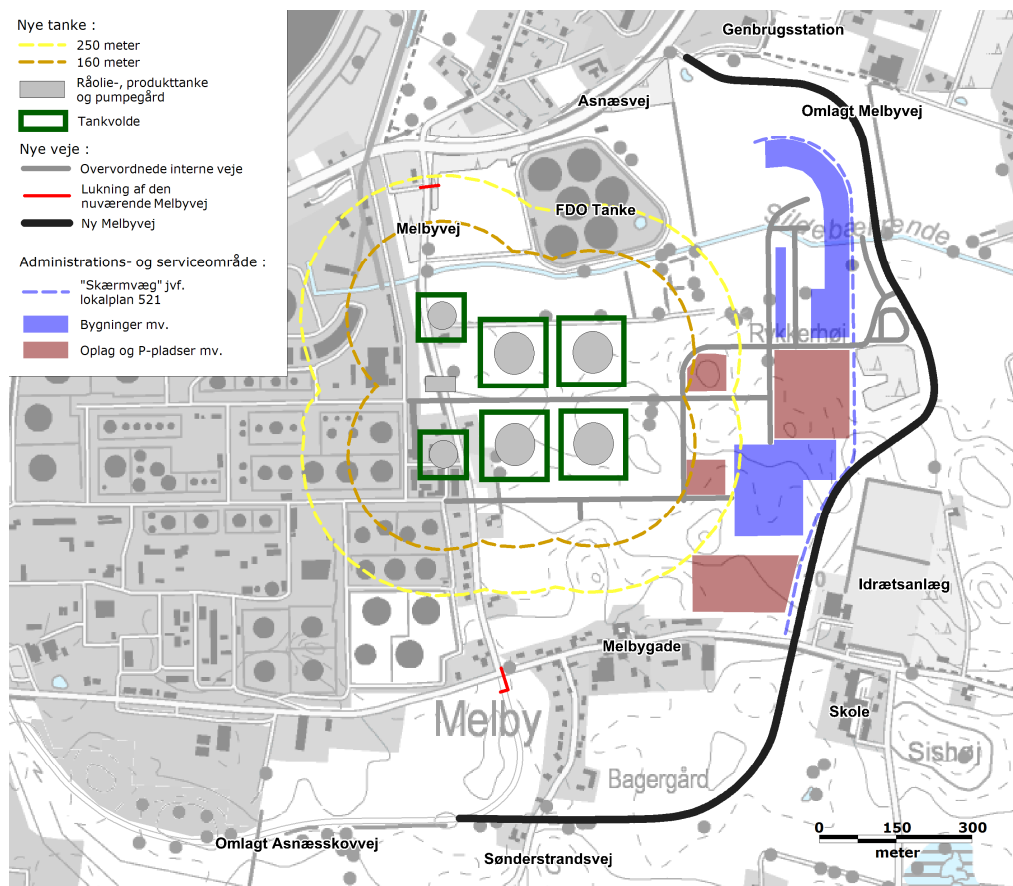 Nye tanke :
250 meter
160 meter
Råolie-, produkttanke
og pumpegård
Tankvolde
Nye veje :
Overvordnede interne veje
Lukning af den
nuværende Melbyvej
Ny Melbyvej
Administrations- og serviceområde :
"Skærmvæg" jvf.
lokalplan 521
Bygninger mv.
Oplag og P-pladser mv.
Genbrugsstation
Asnæsvej
Omlagt Melbyvej
FDO Tanke
Melbyvej
Sildebækrende
Rykkerhøj
Idrætsanlæg
Melbygade
Melby
Skole
Sishøj
Bagergård
Omlagt Asnæsskovvej
Sønderstrandsvej
0 150 300
meter